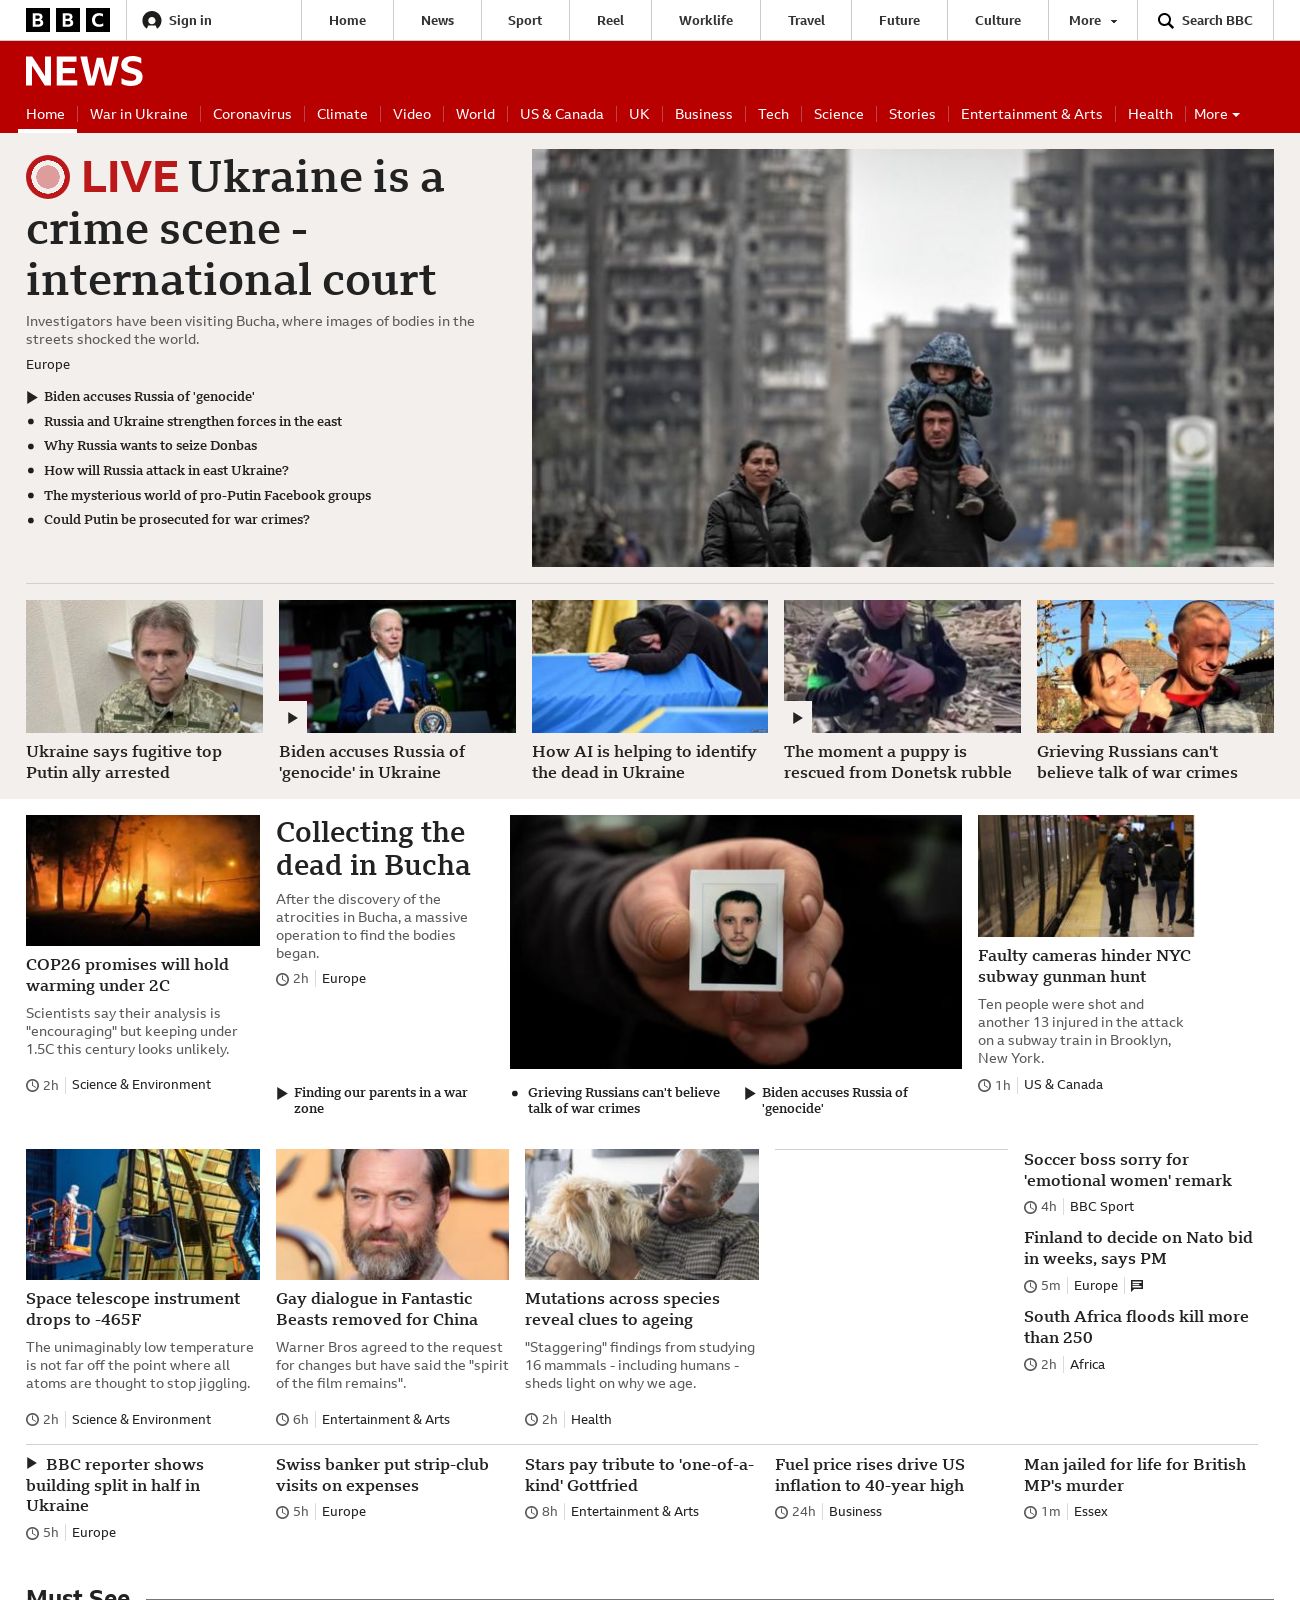 BBC
Sign in
Home
News
Sport
Reel
Worklife
Travel
Future
Culture
More
Search BBC
NEWS
Home
War in Ukraine
Coronavirus
Climate
Video
World
US & Canada
UK
Business
Tech
Science
Stories
Entertainment & Arts
Health
More
LIVE Ukraine is a
crime scene -
international court
Investigators have been visiting Bucha, where images of bodies in the
streets shocked the world.
Europe
Biden accuses Russia of 'genocide'
Russia and Ukraine strengthen forces in the east
Why Russia wants to seize Donbas
How will Russia attack in east Ukraine?
The mysterious world of pro-Putin Facebook groups
Could Putin be prosecuted for war crimes?
Ukraine says fugitive top
Putin ally arrested
Biden accuses Russia of
'genocide' in Ukraine
How AI is helping to identify
the dead in Ukraine
The moment a puppy is
rescued from Donetsk rubble
Grieving Russians can't
believe talk of war crimes
COP26 promises will hold
warming under 2C
Scientists say their analysis is
"encouraging" but keeping under
1.5C this century looks unlikely.
2h
Science & Environment
Collecting the
dead in Bucha
After the discovery of the
atrocities in Bucha, a massive
operation to find the bodies
began.
2h
Europe
Finding our parents in a war
zone
Grieving Russians can't believe
talk of war crimes
Biden accuses Russia of
'genocide'
Faulty cameras hinder NYC
subway gunman hunt
Ten people were shot and
another 13 injured in the attack
on a subway train in Brooklyn,
New York.
1h
US & Canada
Space telescope instrument
drops to -465F
The unimaginably low temperature
is not far off the point where all
atoms are thought to stop jiggling.
2h
Science & Environment
Gay dialogue in Fantastic
Beasts removed for China
Warner Bros agreed to the request
for changes but have said the "spirit
of the film remains".
6h
Entertainment & Arts
Mutations across species
reveal clues to ageing
"Staggering" findings from studying
16 mammals - including humans -
sheds light on why we age.
2h
Health
Soccer boss sorry for
'emotional women' remark
4h
BBC Sport
Finland to decide on Nato bid
in weeks, says PM
5m
Europe
South Africa floods kill more
than 250
2h
Africa
BBC reporter shows
building split in half in
Ukraine
5h
Europe
Swiss banker put strip-club
visits on expenses
5h
Europe
Stars pay tribute to 'one-of-a-
kind' Gottfried
8h
Entertainment & Arts
Fuel price rises drive US
inflation to 40-year high
24h
Business
Man jailed for life for British
MP's murder
1m
Essex
Must See